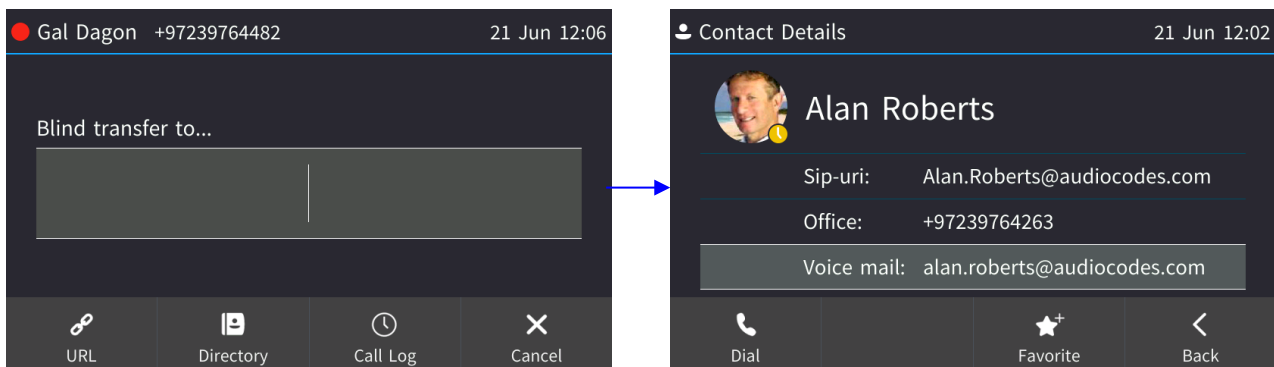 Gal Dagon +97239764482 21 Jun 12:06
Blind transfer to...
URL Directory Call Log Cancel
Contact Details 21 Jun 12:02
Alan Roberts
Sip-uri: Alan.Roberts@audiocodes.com
Office: +97239764263
Voice mail: alan.roberts@audiocodes.com
Dial Favorite Back